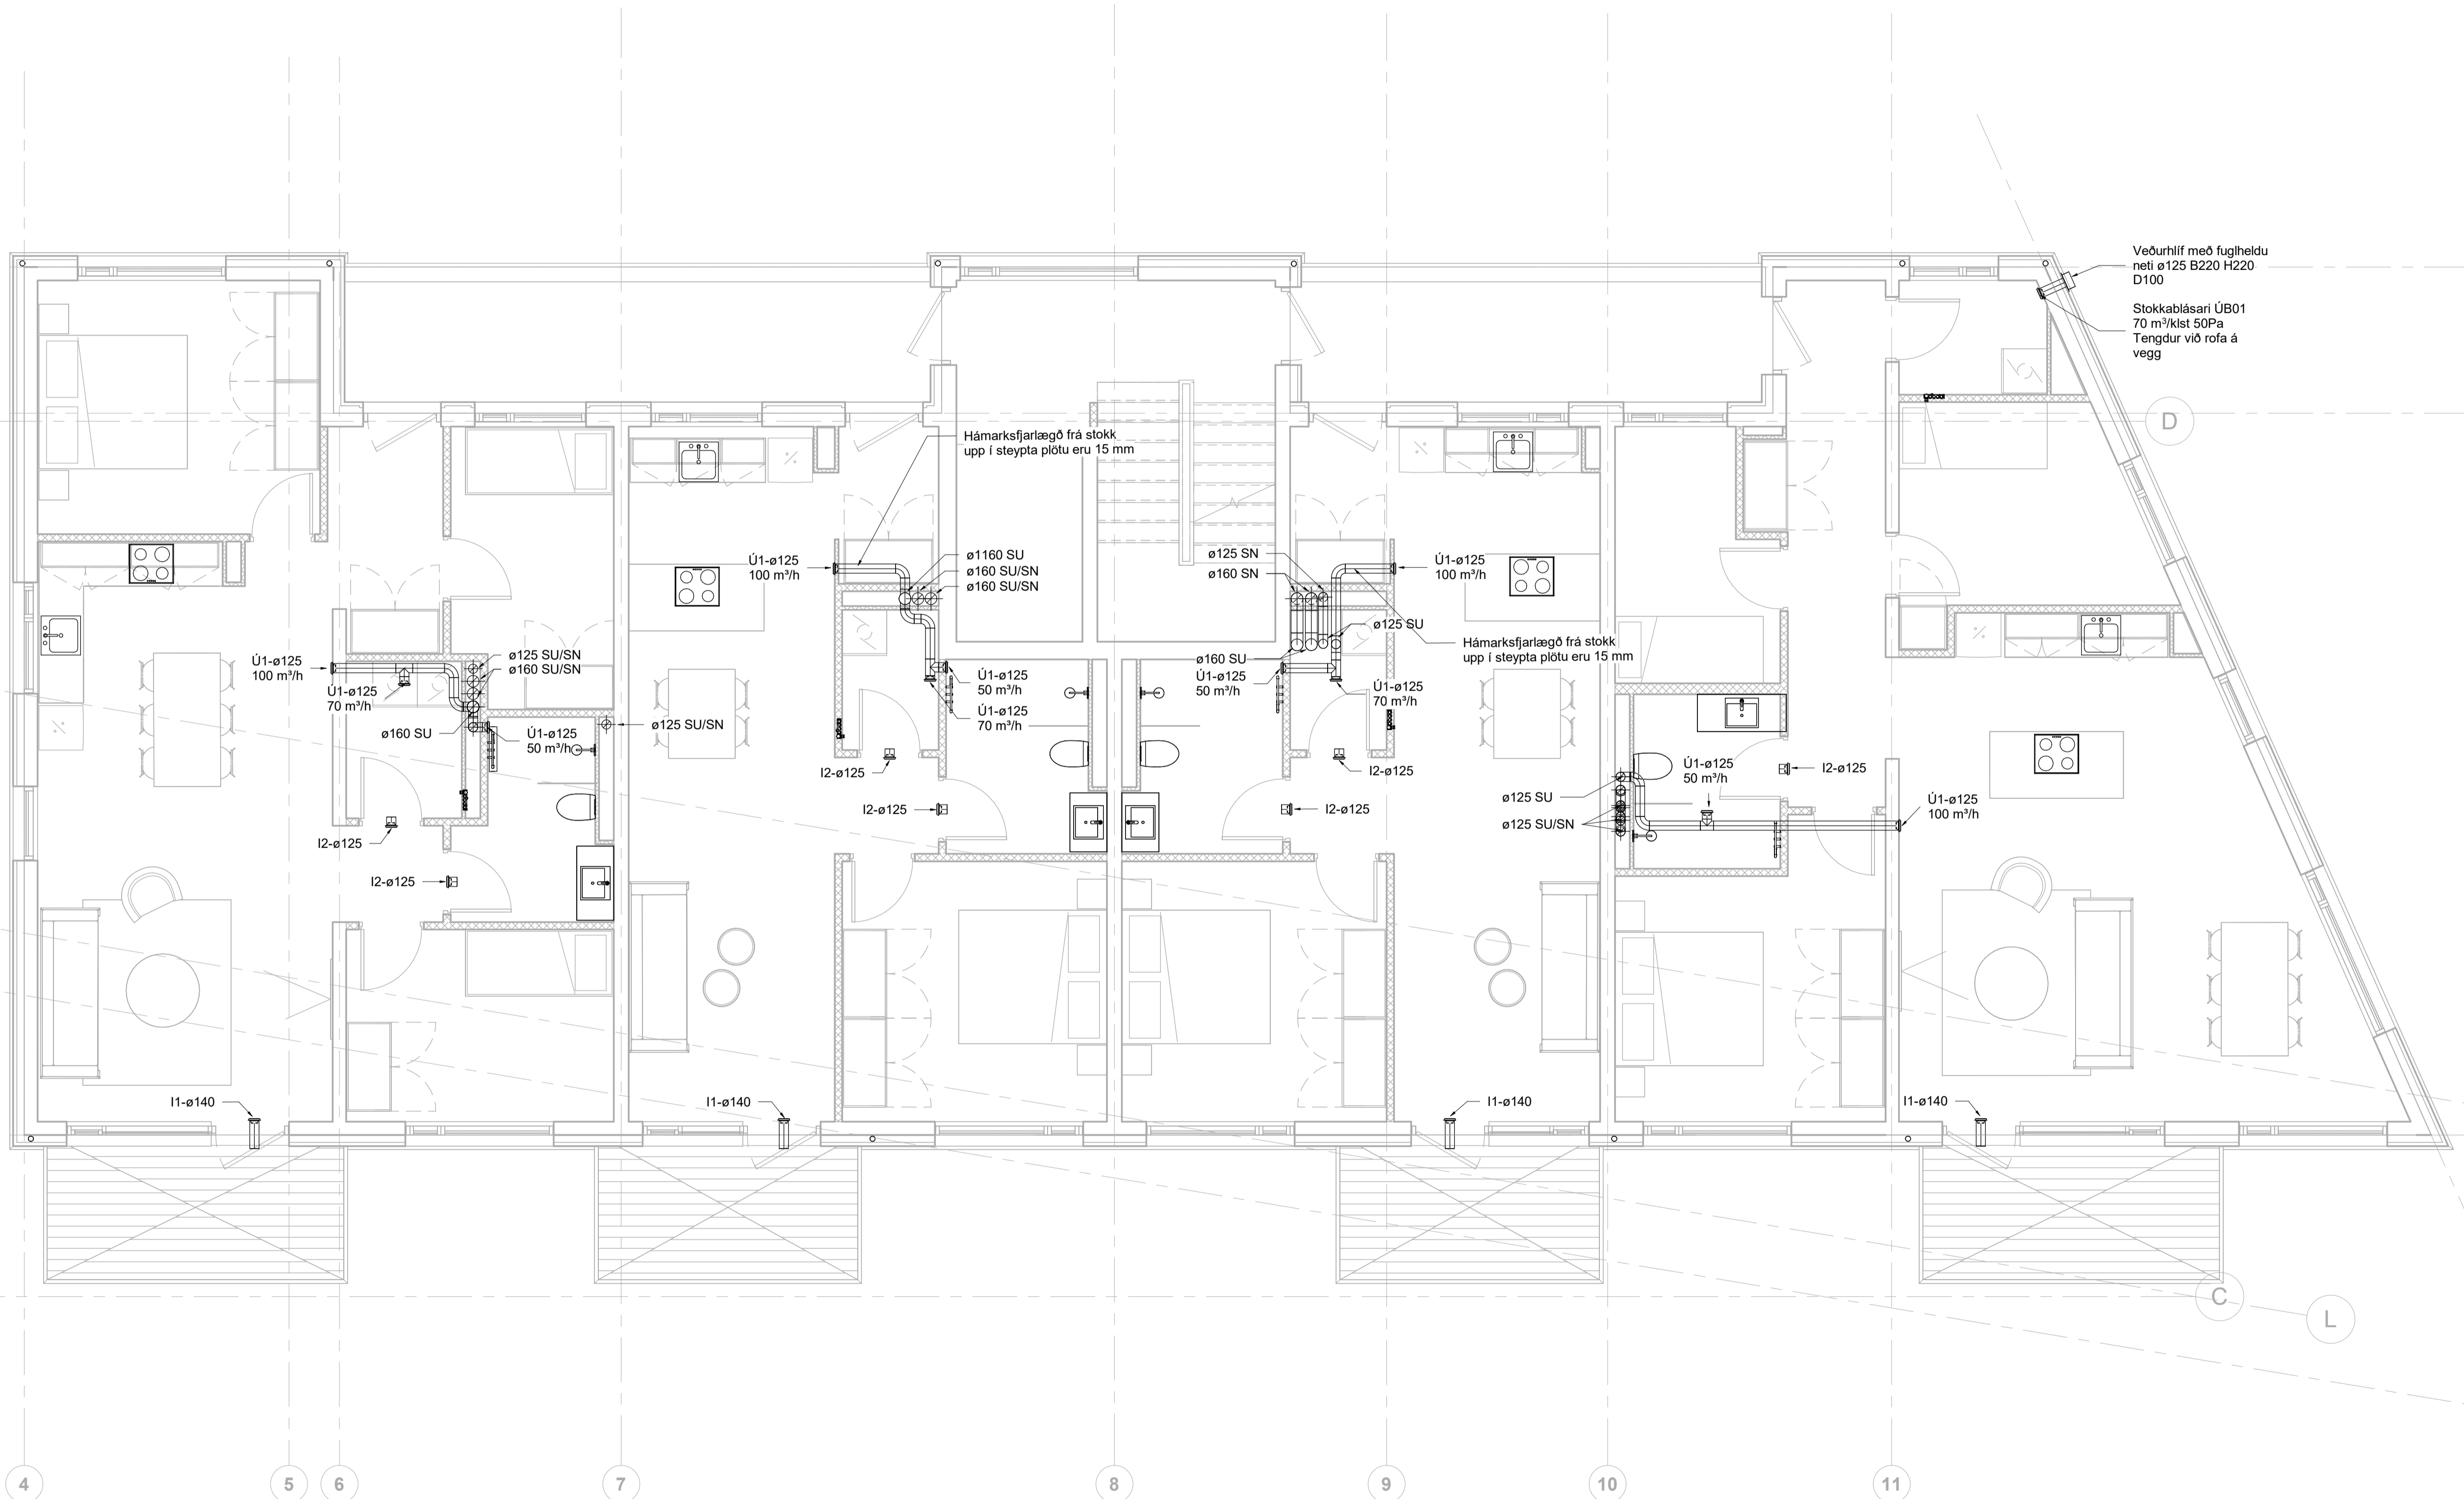 Veðurhlíf með fuglheldu
neti ø125 B220 H220
D100
Stokkablásari ÚB01
70 m³/klst 50Pa
Tengdur við rofa á
vegg
D
Hámarksfjarlægð frá stokk
upp í steypta plötu eru 15 mm
Ú1-ø125
100 m³/h
ø1160 SU
ø160 SU/SN
ø160 SU/SN
ø125 SN
ø160 SN
Ú1-ø125
100 m³/h
ø125 SU
Hámarksfjarlægð frá stokk
upp í steypta plötu eru 15 mm
ø160 SU
Ú1-ø125
50 m³/h
Ú1-ø125
70 m³/h
Ú1-ø125
100 m³/h
Ú1-ø125
70 m³/h
ø125 SU/SN
ø160 SU/SN
ø160 SU
Ú1-ø125
50 m³/h
ø125 SU/SN
Ú1-ø125
50 m³/h
Ú1-ø125
70 m³/h
I2-ø125
I2-ø125
I2-ø125
I2-ø125
I2-ø125
I2-ø125
Ú1-ø125
50 m³/h
I2-ø125
ø125 SU
ø125 SU/SN
Ú1-ø125
100 m³/h
I1-ø140
I1-ø140
I1-ø140
I1-ø140
C
L
4
5
6
7
8
9
10
11